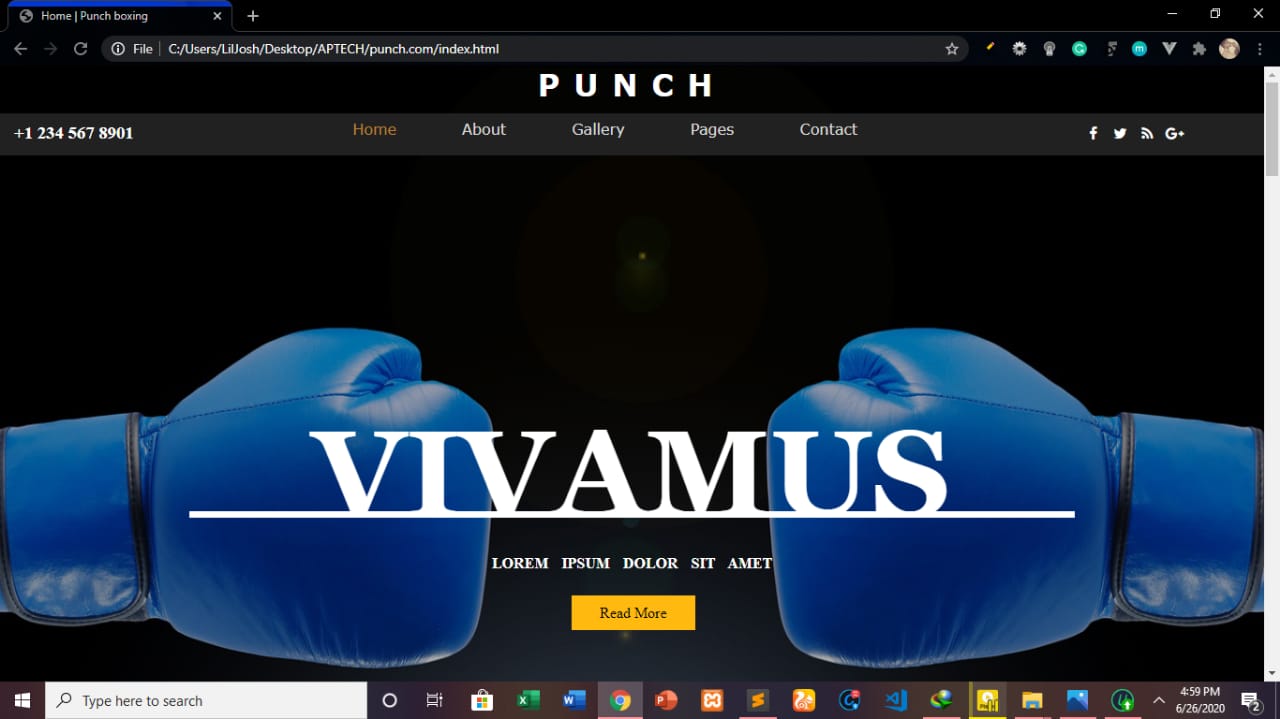 Home | Punch boxing
File
C:/Users/LilJosh/Desktop/APTECH/punch.com/index.html
PUNCH
+1 234 567 8901
Home About Gallery Pages Contact
VIVAMUS
LOREM IPSUM DOLOR SIT AMET
Read More
Type here to search
4:59 PM
6/26/2020
2